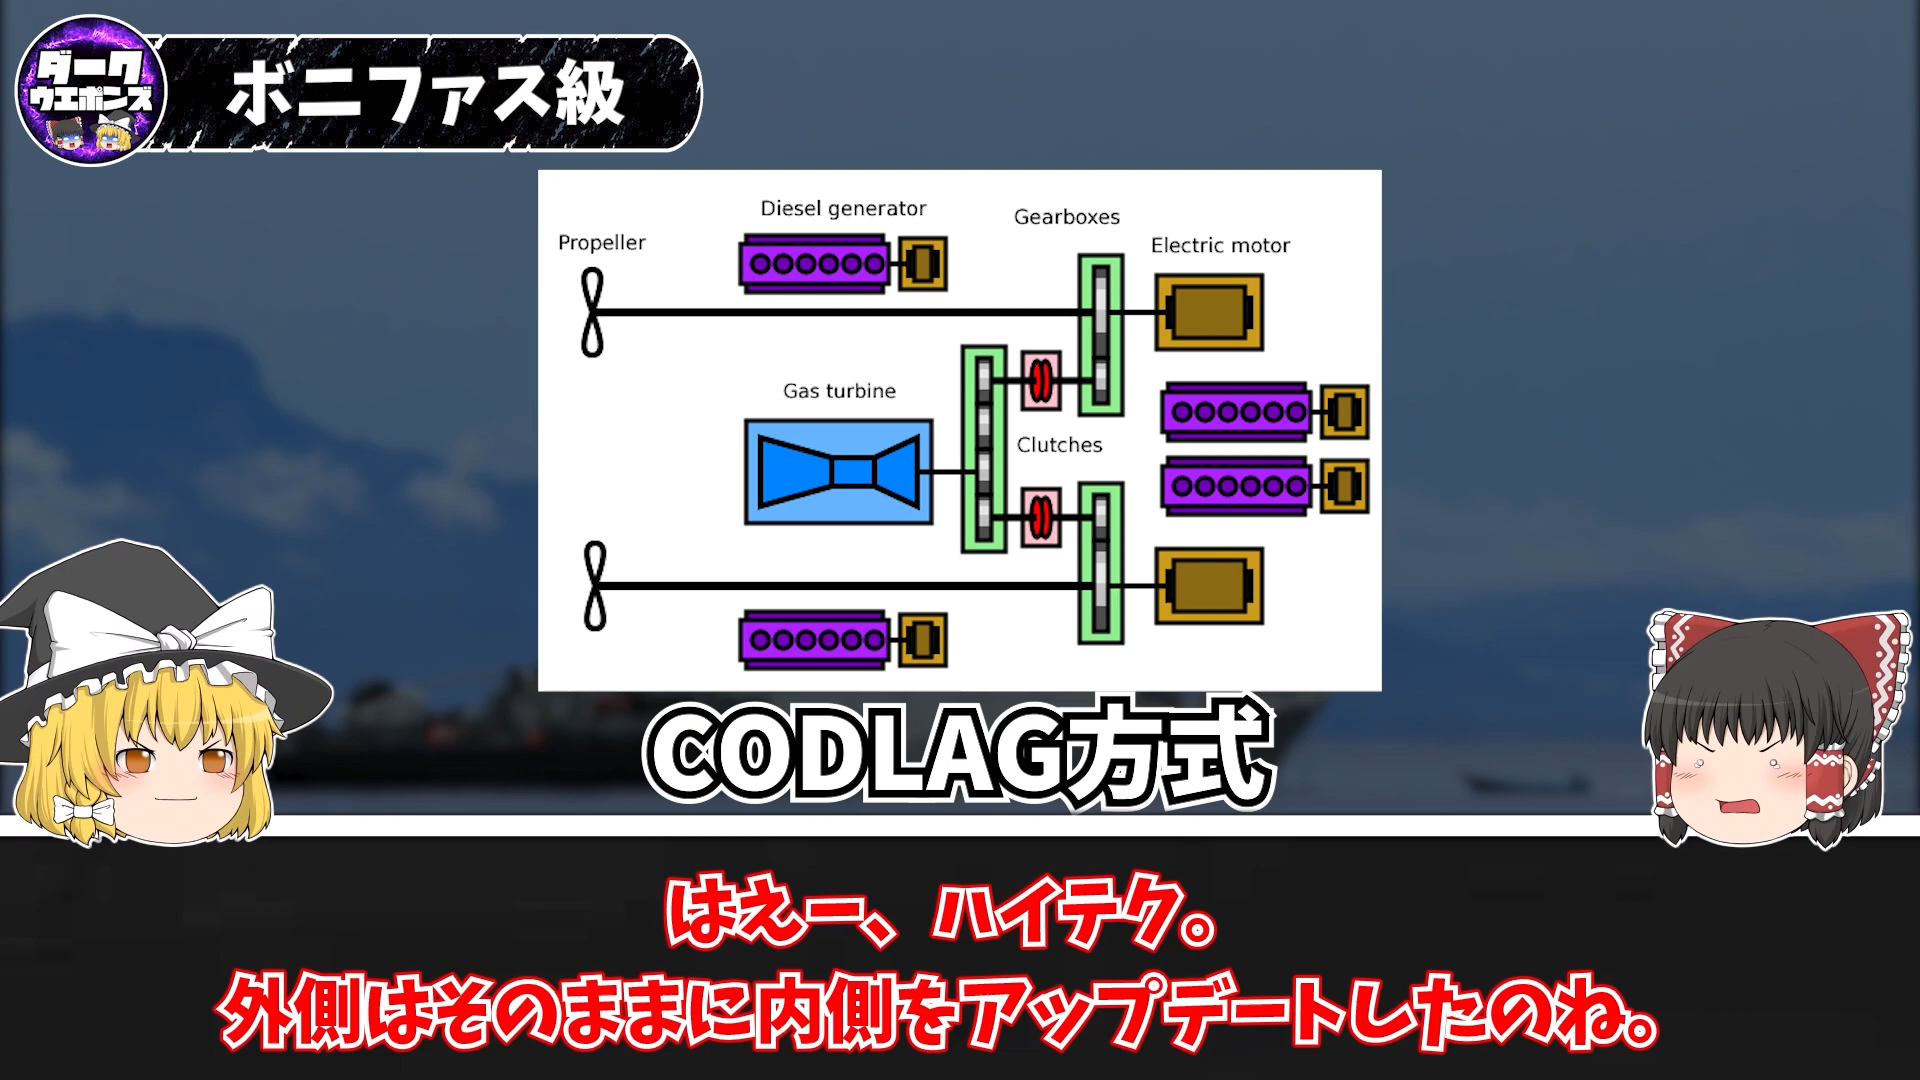 ダーク
ウエポンズ
ボニファス級
Diesel generator
Gearboxes
Propeller
Electric motor
Gas turbine
Clutches
CODLAG方式
はえー、ハイテク。
外側はそのままに内側をアップデートしたのね。